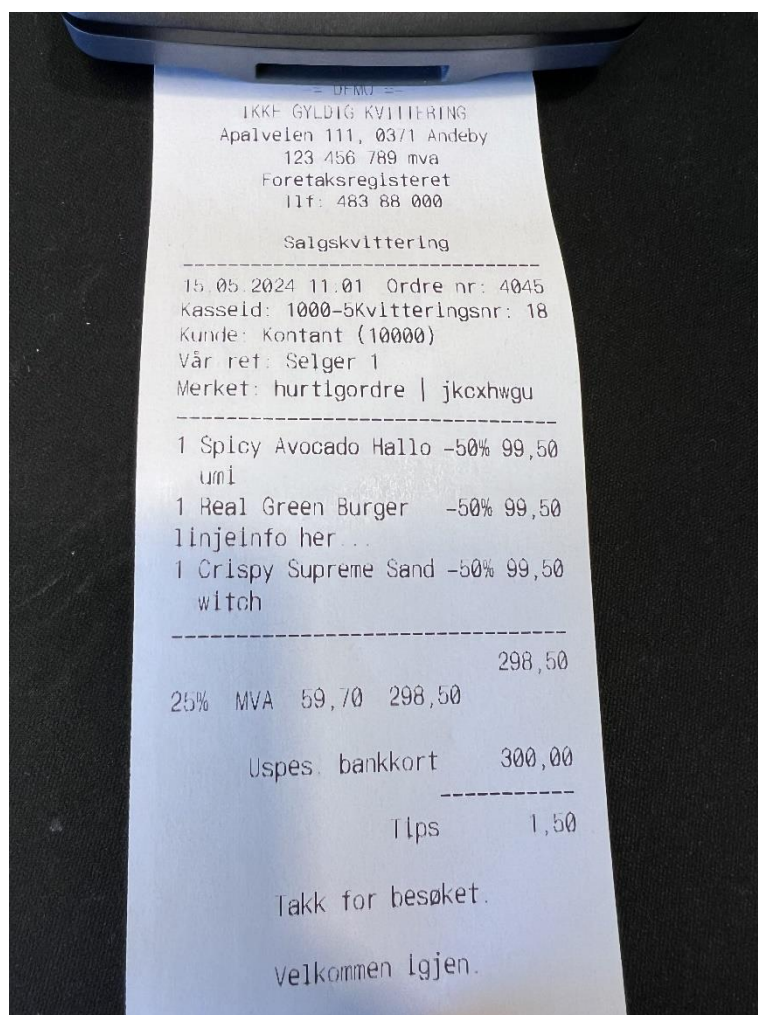 -= DEMO =-
IKKE GYLDIG KVITTERING
Apalveien 111, 0371 Andeby
123 456 789 mva
Foretaksregisteret
Tlf: 483 88 000
Salgskvittering
15.05.2024 11.01 Ordre nr: 4045
Kasseid: 1000-5Kvitteringsnr: 18
Kunde: Kontant (10000)
Vår ref: Selger 1
Merket: hurtigordre | jkcxhwgu
1 Spicy Avocado Hallo -50% 99,50
umi
1 Real Green Burger -50% 99,50
linjeinfo her...
1 Crispy Supreme Sand -50% 99,50
witch
298,50
25% MVA 59,70 298,50
Uspes. bankkort 300,00
Tips 1,50
Takk for besøket.
Velkommen igjen.